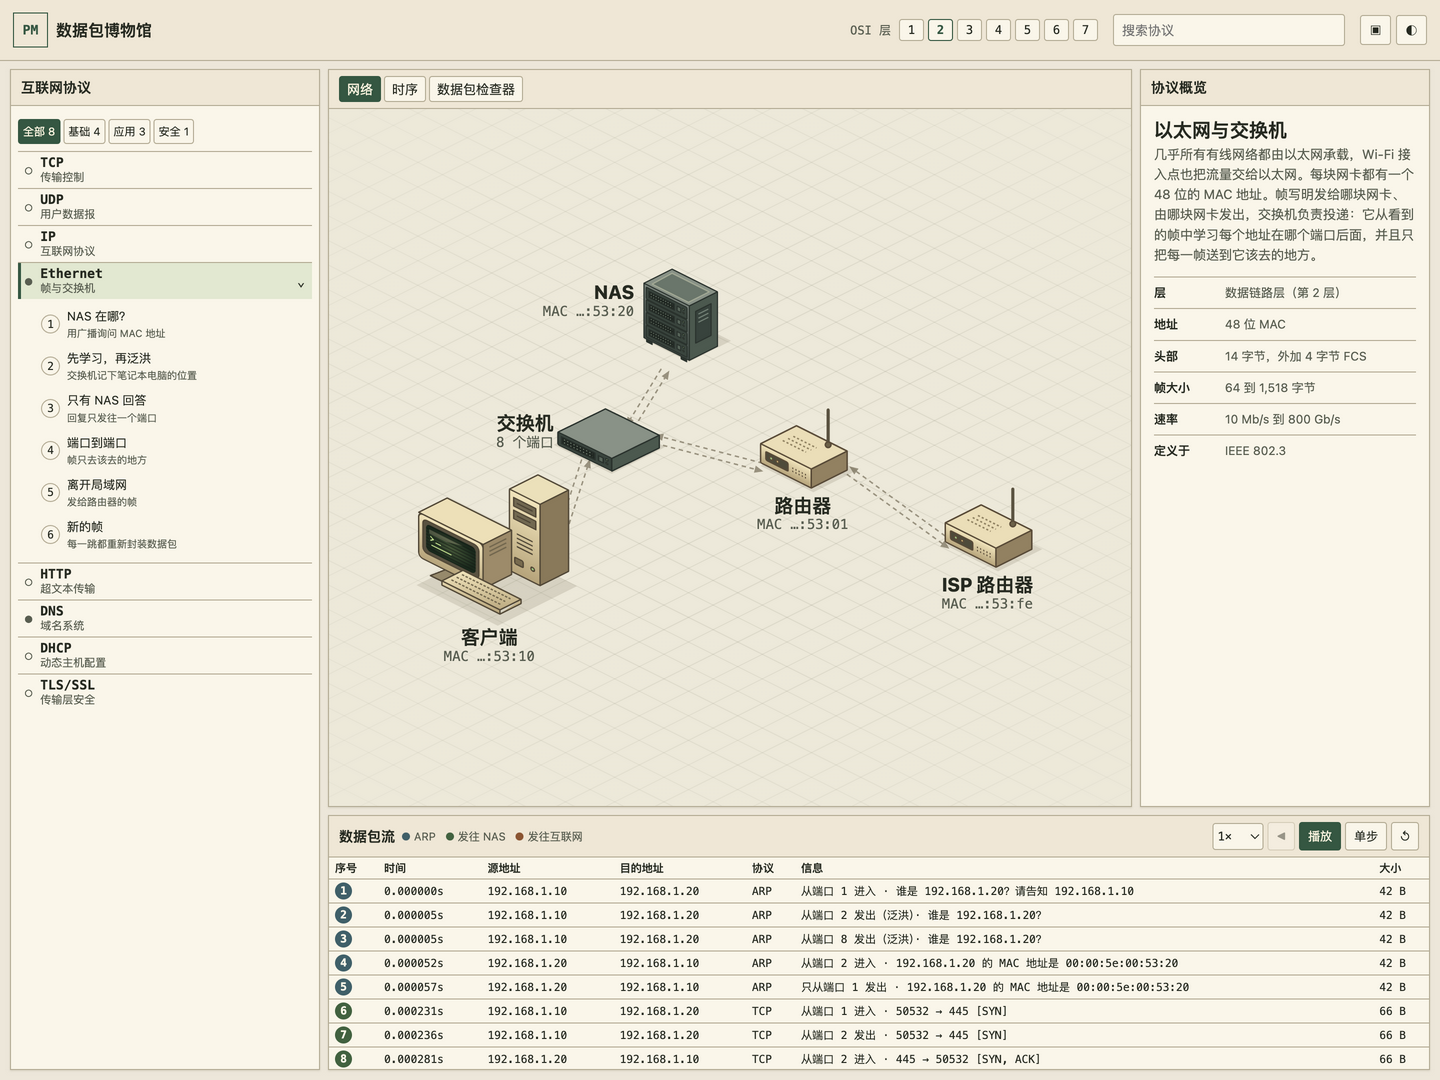 PM 数据包博物馆
OSI 层 1 2 3 4 5 6 7 搜索协议
互联网协议
全部 8 基础 4 应用 3 安全 1
TCP
传输控制
UDP
用户数据报
IP
互联网协议
Ethernet
帧与交换机
1 NAS 在哪？
用广播询问 MAC 地址
2 先学习，再泛洪
交换机记下笔记本电脑的位置
3 只有 NAS 回答
回复只发往一个端口
4 端口到端口
帧只去该去的地方
5 离开局域网
发给路由器的帧
6 新的帧
每一跳都重新封装数据包
HTTP
超文本传输
DNS
域名系统
DHCP
动态主机配置
TLS/SSL
传输层安全
网络 时序 数据包检查器
NAS
MAC …:53:20
交换机
8 个端口
路由器
MAC …:53:01
ISP 路由器
MAC …:53:fe
客户端
MAC …:53:10
协议概览
以太网与交换机
几乎所有有线网络都由以太网承载，Wi-Fi 接
入点也把流量交给以太网。每块网卡都有一个
48 位的 MAC 地址。帧写明发给哪块网卡、
由哪块网卡发出，交换机负责投递：它从看到
的帧中学习每个地址在哪个端口后面，并且只
把每一帧送到它该去的地方。
层 数据链路层（第 2 层）
地址 48 位 MAC
头部 14 字节，外加 4 字节 FCS
帧大小 64 到 1,518 字节
速率 10 Mb/s 到 800 Gb/s
定义于 IEEE 802.3
数据包流 ARP 发往 NAS 发往互联网 1× 播放 单步
序号 时间 源地址 目的地址 协议 信息 大小
1 0.000000s 192.168.1.10 192.168.1.20 ARP 从端口 1 进入 · 谁是 192.168.1.20？请告知 192.168.1.10 42 B
2 0.000005s 192.168.1.10 192.168.1.20 ARP 从端口 2 发出（泛洪）· 谁是 192.168.1.20？ 42 B
3 0.000005s 192.168.1.10 192.168.1.20 ARP 从端口 8 发出（泛洪）· 谁是 192.168.1.20？ 42 B
4 0.000052s 192.168.1.20 192.168.1.10 ARP 从端口 2 进入 · 192.168.1.20 的 MAC 地址是 00:00:5e:00:53:20 42 B
5 0.000057s 192.168.1.20 192.168.1.10 ARP 只从端口 1 发出 · 192.168.1.20 的 MAC 地址是 00:00:5e:00:53:20 42 B
6 0.000231s 192.168.1.10 192.168.1.20 TCP 从端口 1 进入 · 50532 → 445 [SYN] 66 B
7 0.000236s 192.168.1.10 192.168.1.20 TCP 从端口 2 发出 · 50532 → 445 [SYN] 66 B
8 0.000281s 192.168.1.20 192.168.1.10 TCP 从端口 2 进入 · 445 → 50532 [SYN, ACK] 66 B